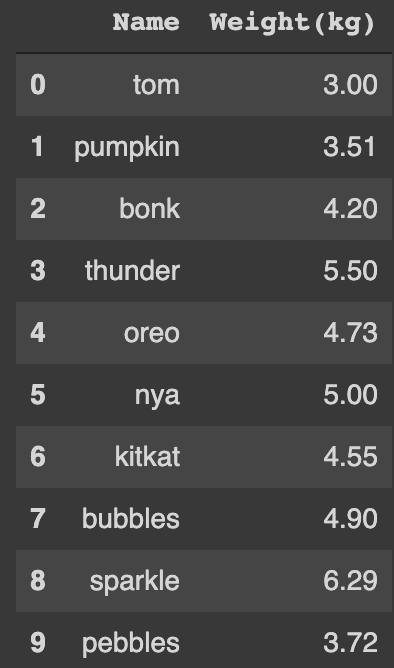 Name Weight(kg)
0 tom 3.00
1 pumpkin 3.51
2 bonk 4.20
3 thunder 5.50
4 oreo 4.73
5 nya 5.00
6 kitkat 4.55
7 bubbles 4.90
8 sparkle 6.29
9 pebbles 3.72